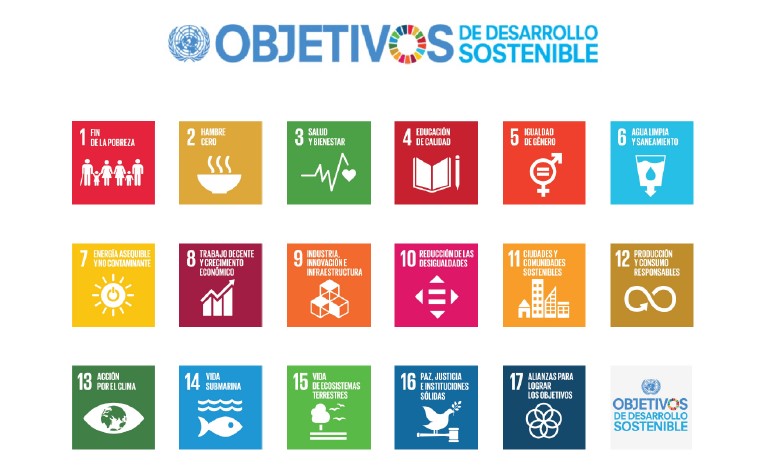 OBJETIVOS DE DESARROLLO
SOSTENIBLE
1 FIN
DE LA POBREZA
2 HAMBRE
CERO
3 SALUD
Y BIENESTAR
4 EDUCACIÓN
DE CALIDAD
5 IGUALDAD
DE GÉNERO
6 AGUA LIMPIA
Y SANEAMIENTO
7 ENERGÍA ASEQUIBLE
Y NO CONTAMINANTE
8 TRABAJO DECENTE
Y CRECIMIENTO
ECONÓMICO
9 INDUSTRIA,
INNOVACIÓN E
INFRAESTRUCTURA
10 REDUCCIÓN DE LAS
DESIGUALDADES
11 CIUDADES Y
COMUNIDADES
SOSTENIBLES
12 PRODUCCIÓN
Y CONSUMO
RESPONSABLES
13 ACCIÓN
POR EL CLIMA
14 VIDA
SUBMARINA
15 VIDA
DE ECOSISTEMAS
TERRESTRES
16 PAZ, JUSTICIA
E INSTITUCIONES
SÓLIDAS
17 ALIANZAS PARA
LOGRAR
LOS OBJETIVOS
OBJETIVOS
DE DESARROLLO
SOSTENIBLE